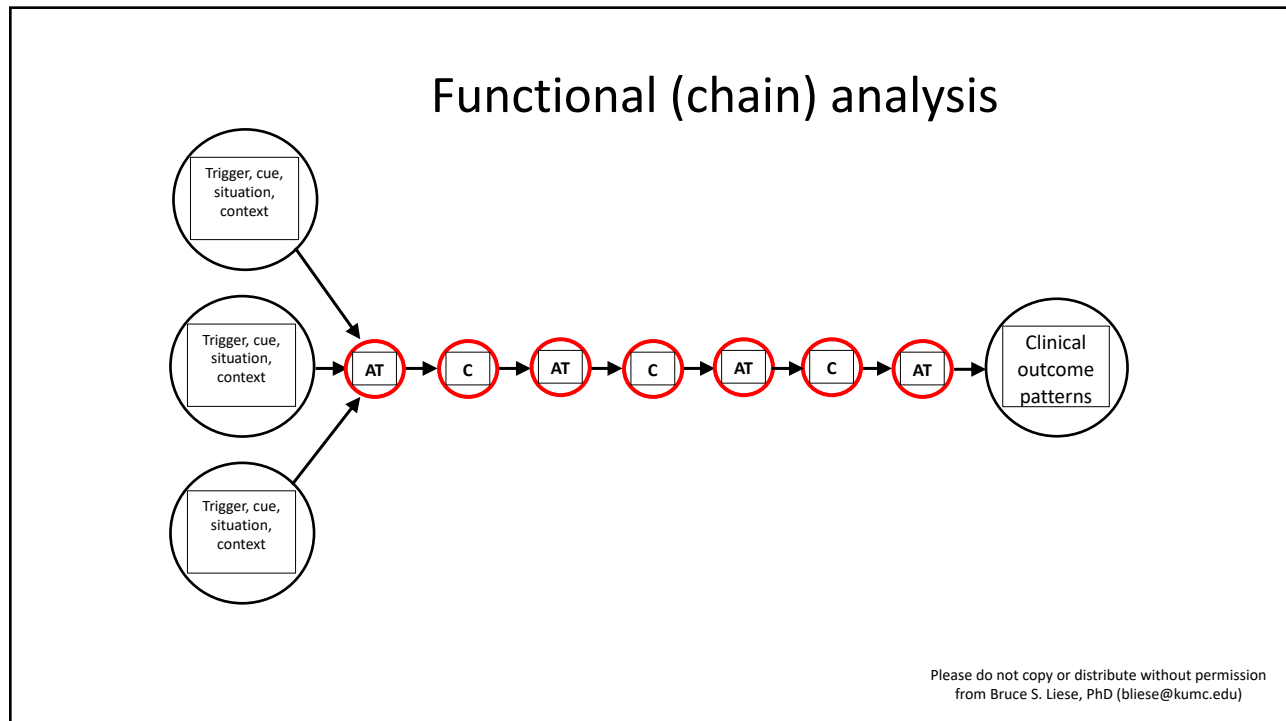 Functional (chain) analysis
Trigger, cue,
situation,
context
Trigger, cue,
situation,
context
AT
C
AT
C
AT
C
AT
Clinical
outcome
patterns
Trigger, cue,
situation,
context
Please do not copy or distribute without permission
from Bruce S. Liese, PhD (bliese@kumc.edu)